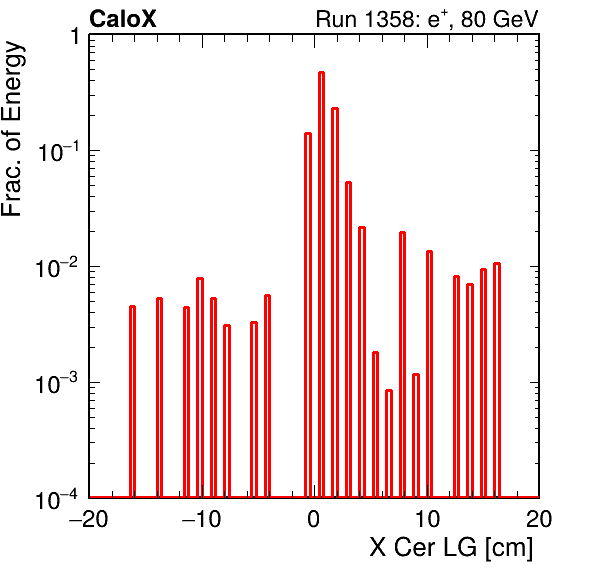 CaloX Run 1358: e⁺, 80 GeV
Frac. of Energy
1
10⁻¹
10⁻²
10⁻³
10⁻⁴
−20 −10 0 10 20
X Cer LG [cm]